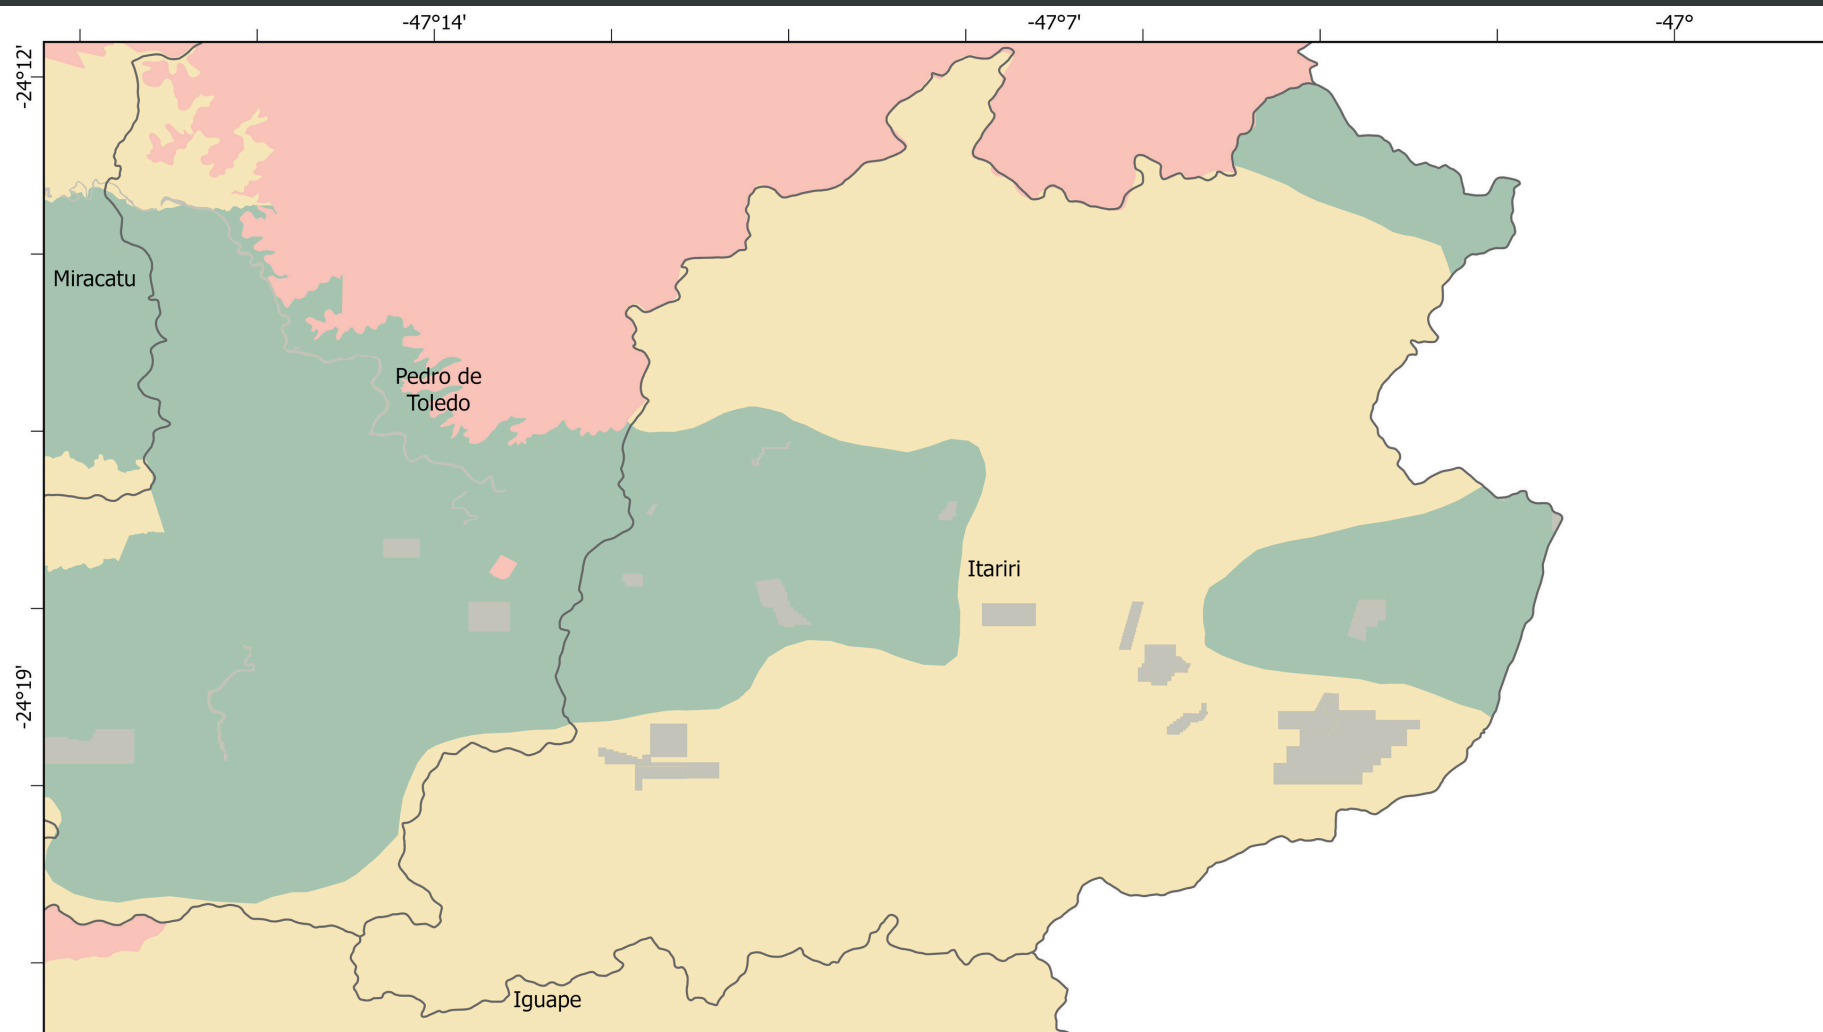 -47°14'
-47°7'
-47°
-24°12'
Miracatu
Pedro de
Toledo
Itariri
-24°19'
Iguape